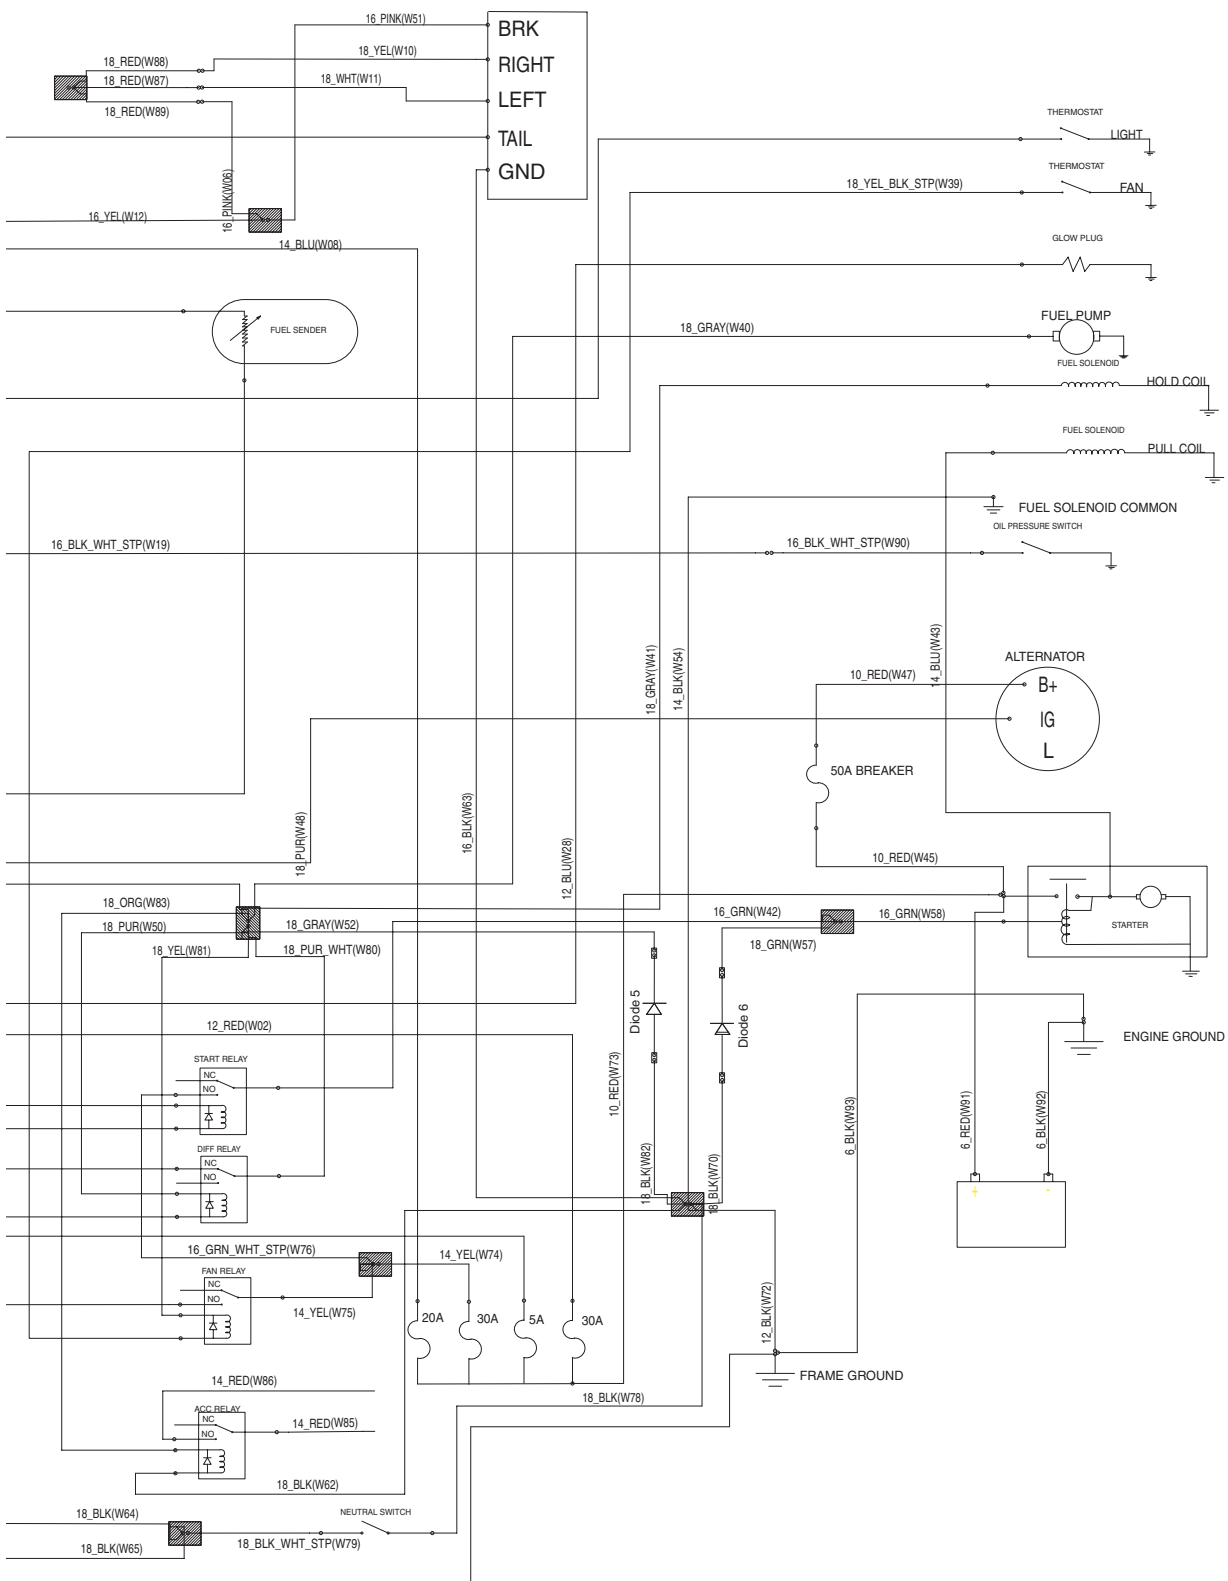 16_PINK(W51)
BRK
18_YEL(W10)
18_RED(W88)
RIGHT
18_RED(W87)
18_WHT(W11)
LEFT
18_RED(W89)
TAIL
GND
THERMOSTAT
LIGHT
THERMOSTAT
18_YEL_BLK_STP(W39)
FAN
16_PINK(W06)
16_YEL(W12)
14_BLU(W08)
GLOW PLUG
FUEL SENDER
18_GRAY(W40)
FUEL PUMP
FUEL SOLENOID
HOLD COIL
FUEL SOLENOID
PULL COIL
FUEL SOLENOID COMMON
OIL PRESSURE SWITCH
16_BLK_WHT_STP(W19)
16_BLK_WHT_STP(W90)
18_GRAY(W41)
14_BLK(W54)
14_BLU(W43)
ALTERNATOR
10_RED(W47)
B+
IG
L
50A BREAKER
18_PUR(W48)
16_BLK(W63)
12_BLU(W28)
10_RED(W45)
18_ORG(W83)
18_PUR(W50)
18_GRAY(W52)
16_GRN(W42)
16_GRN(W58)
STARTER
18_YEL(W81)
18_PUR_WHT(W80)
18_GRN(W57)
Diode 5
Diode 6
12_RED(W02)
ENGINE GROUND
START RELAY
NC
NO
10_RED(W73)
6_BLK(W93)
6_RED(W91)
6_BLK(W92)
DIFF RELAY
NC
NO
18_BLK(W82)
18_BLK(W70)
+
-
16_GRN_WHT_STP(W76)
14_YEL(W74)
FAN RELAY
NC
NO
14_YEL(W75)
20A
30A
5A
30A
12_BLK(W72)
FRAME GROUND
14_RED(W86)
18_BLK(W78)
ACC RELAY
NC
NO
14_RED(W85)
18_BLK(W62)
18_BLK(W64)
NEUTRAL SWITCH
18_BLK(W65)
18_BLK_WHT_STP(W79)